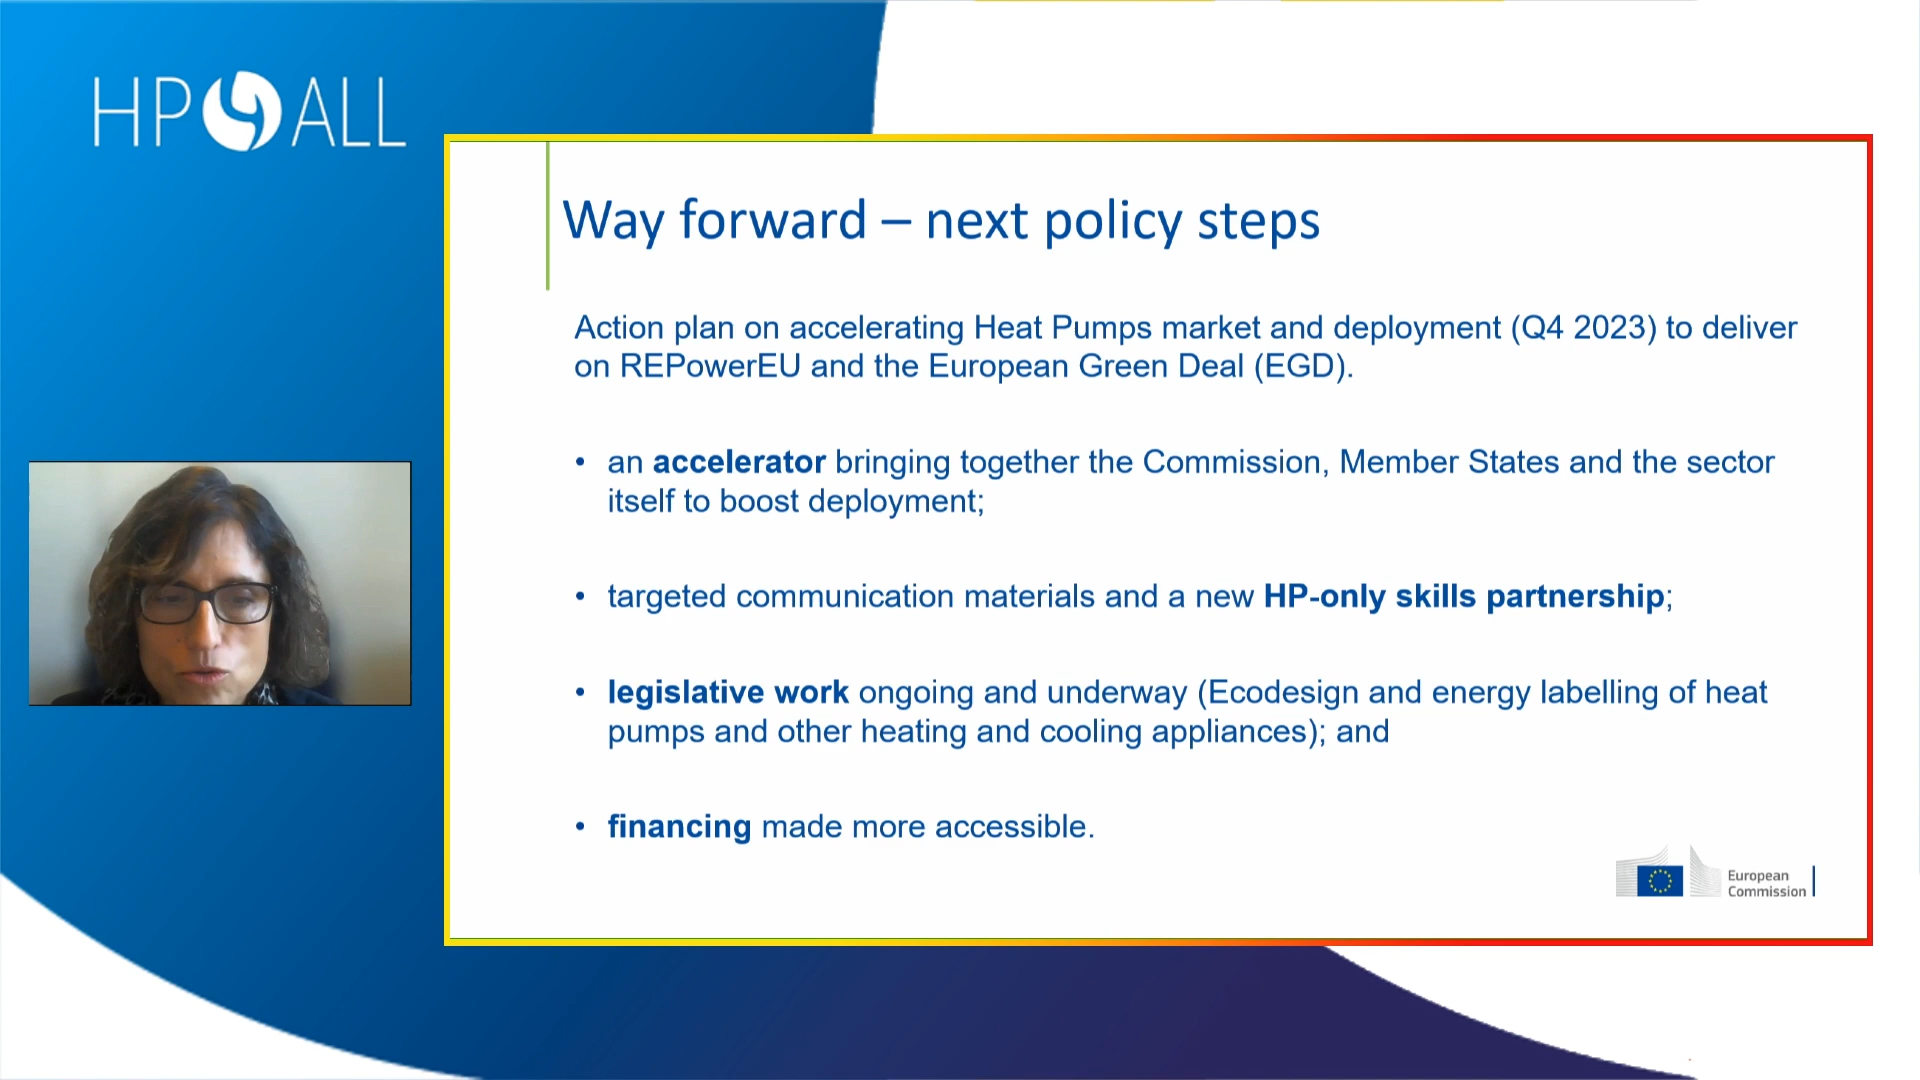 HP4ALL
Way forward – next policy steps
Action plan on accelerating Heat Pumps market and deployment (Q4 2023) to deliver
on REPowerEU and the European Green Deal (EGD).
• an accelerator bringing together the Commission, Member States and the sector
itself to boost deployment;
• targeted communication materials and a new HP-only skills partnership;
• legislative work ongoing and underway (Ecodesign and energy labelling of heat
pumps and other heating and cooling appliances); and
• financing made more accessible.
European
Commission